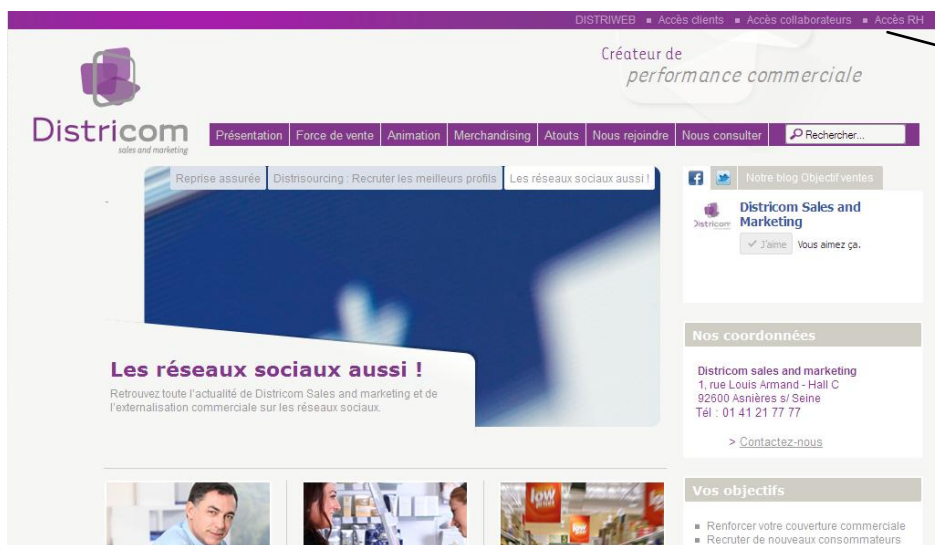 DISTRIWEB ▪ Accès clients ▪ Accès collaborateurs ▪ Accès RH
Créateur de
performance commerciale
Districom
sales and marketing
Présentation Force de vente Animation Merchandising Atouts Nous rejoindre Nous consulter Rechercher...
Reprise assurée Distrisourcing : Recruter les meilleurs profils Les réseaux sociaux aussi !
Notre blog Objectif ventes
Districom
Districom Sales and
Marketing
J'aime Vous aimez ça.
Les réseaux sociaux aussi !
Retrouvez toute l'actualité de Districom Sales and marketing et de
l'externalisation commerciale sur les réseaux sociaux.
Nos coordonnées
Districom sales and marketing
1, rue Louis Armand - Hall C
92600 Asnières s/ Seine
Tél : 01 41 21 77 77
> Contactez-nous
Vos objectifs
▪ Renforcer votre couverture commerciale
▪ Recruter de nouveaux consommateurs
low
low